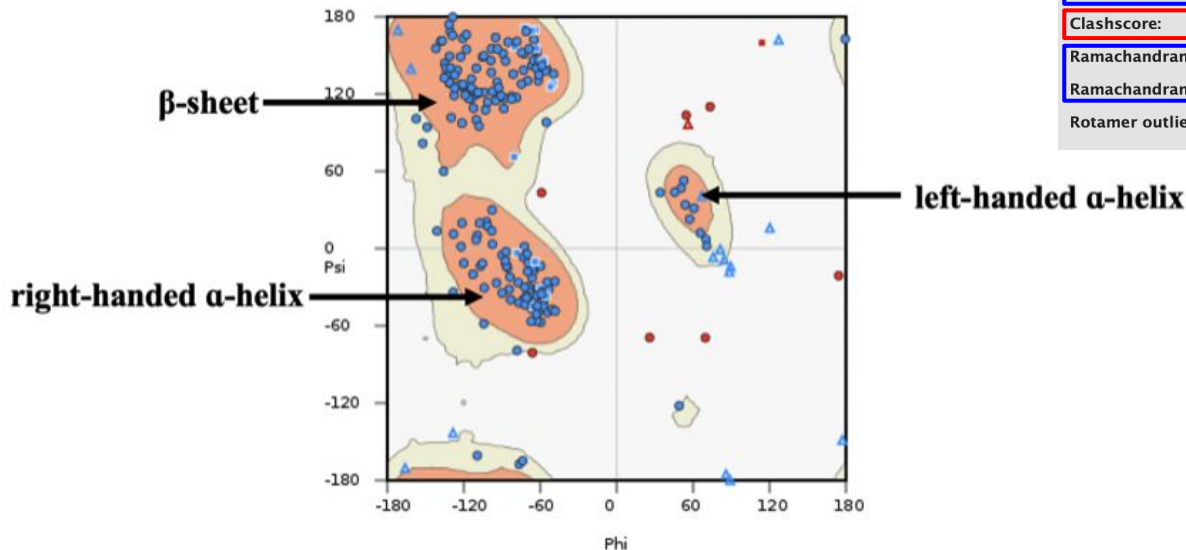 180
Clashscore:
Ramachandran
120
β-sheet
Ramachandran
Rotamer
60
left-handed α-helix
0
Psi
right-handed α-helix
-60
-120
-180
-180 -120 -60 0 60 120 180
Phi